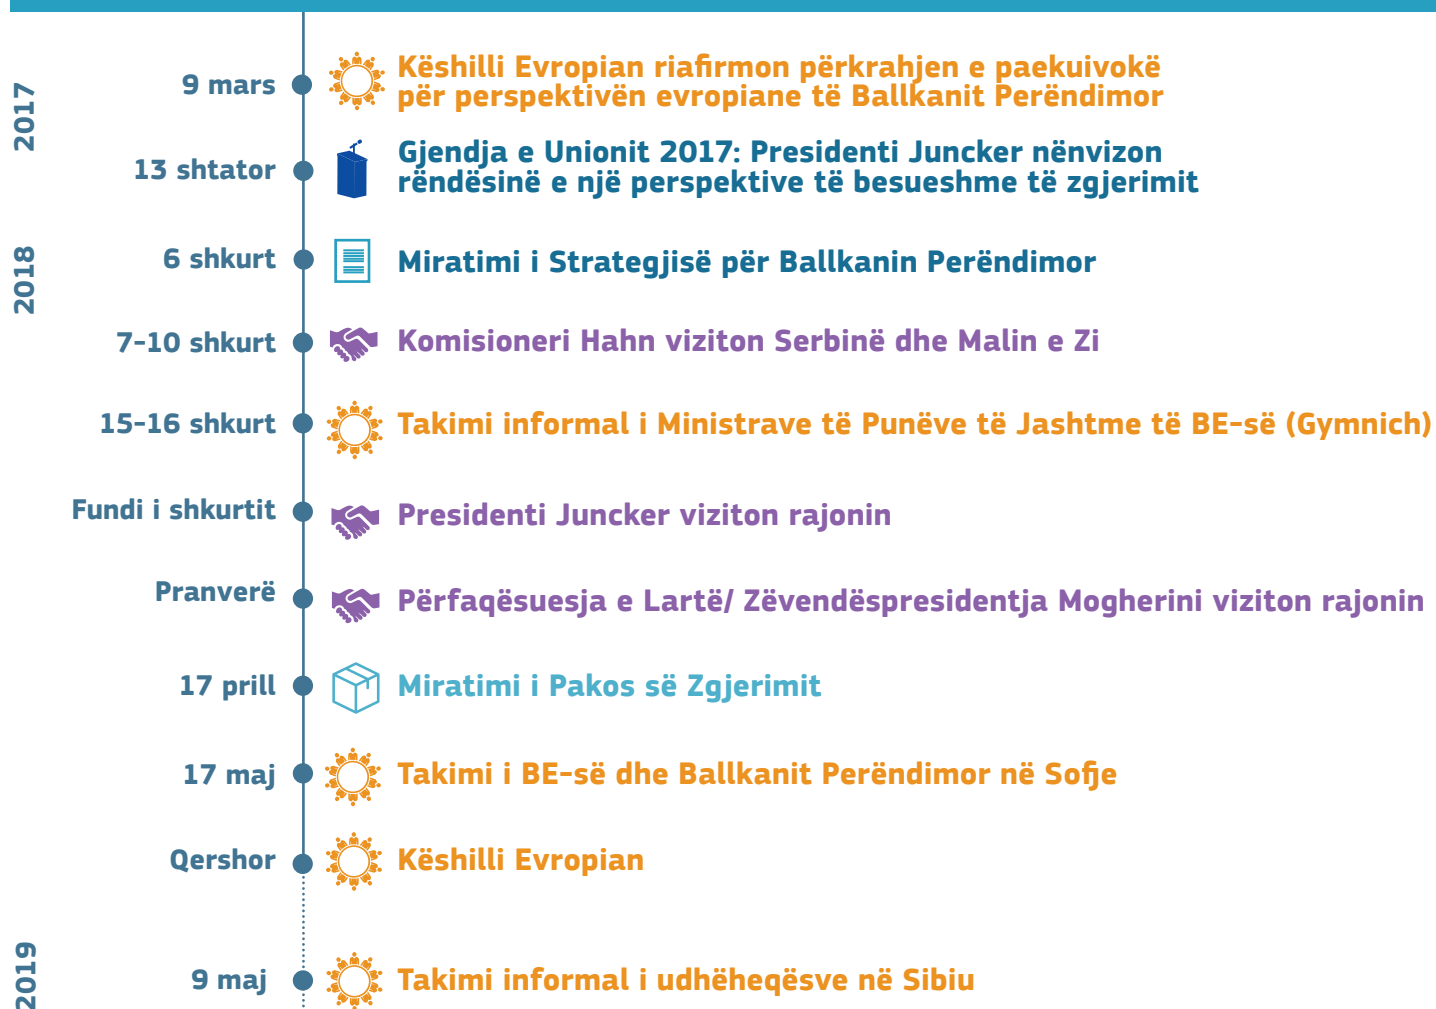 2017
9 mars
Këshilli Evropian riafirmon përkrahjen e paekuivokë
për perspektivën evropiane të Ballkanit Perëndimor
13 shtator
Gjendja e Unionit 2017: Presidenti Juncker nënvizon
rëndësinë e një perspektive të besueshme të zgjerimit
2018
6 shkurt
Miratimi i Strategjisë për Ballkanin Perëndimor
7-10 shkurt
Komisioneri Hahn viziton Serbinë dhe Malin e Zi
15-16 shkurt
Takimi informal i Ministrave të Punëve të Jashtme të BE-së (Gymnich)
Fundi i shkurtit
Presidenti Juncker viziton rajonin
Pranverë
Përfaqësuesja e Lartë/ Zëvendëspresidentja Mogherini viziton rajonin
17 prill
Miratimi i Pakos së Zgjerimit
17 maj
Takimi i BE-së dhe Ballkanit Perëndimor në Sofje
Qershor
Këshilli Evropian
2019
9 maj
Takimi informal i udhëheqësve në Sibiu